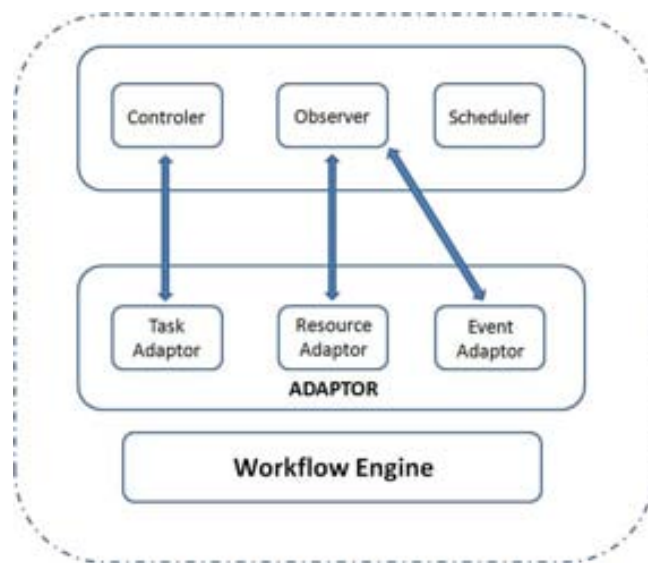 Controler
Observer
Scheduler
Task
Adaptor
Resource
Adaptor
Event
Adaptor
ADAPTOR
Workflow Engine